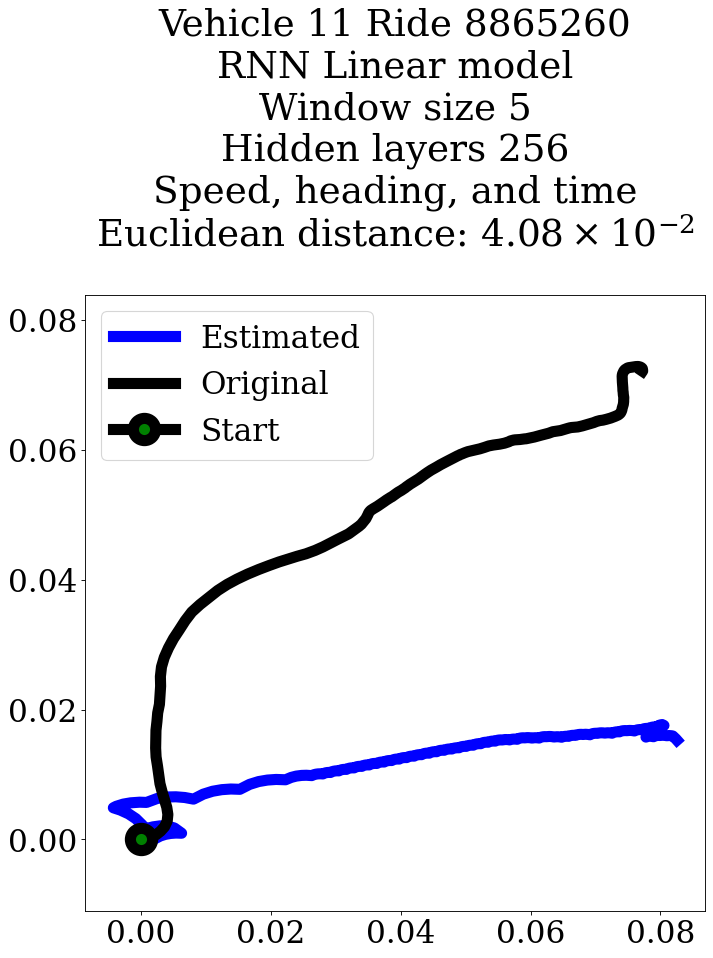 Vehicle 11 Ride 8865260
RNN Linear model
Window size 5
Hidden layers 256
Speed, heading, and time
Euclidean distance: 4.08 × 10⁻²
Estimated
Original
Start
0.08
0.06
0.04
0.02
0.00
0.00 0.02 0.04 0.06 0.08